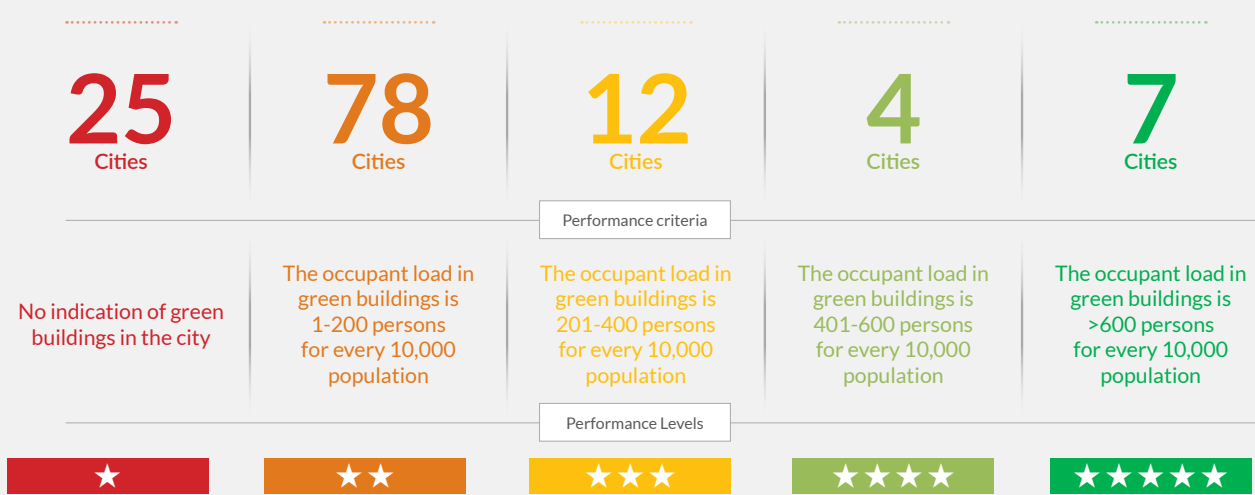 25
Cities
78
Cities
12
Cities
4
Cities
7
Cities
Performance criteria
No indication of green
buildings in the city
The occupant load in
green buildings is
1-200 persons
for every 10,000
population
The occupant load in
green buildings is
201-400 persons
for every 10,000
population
The occupant load in
green buildings is
401-600 persons
for every 10,000
population
The occupant load in
green buildings is
>600 persons
for every 10,000
population
Performance Levels